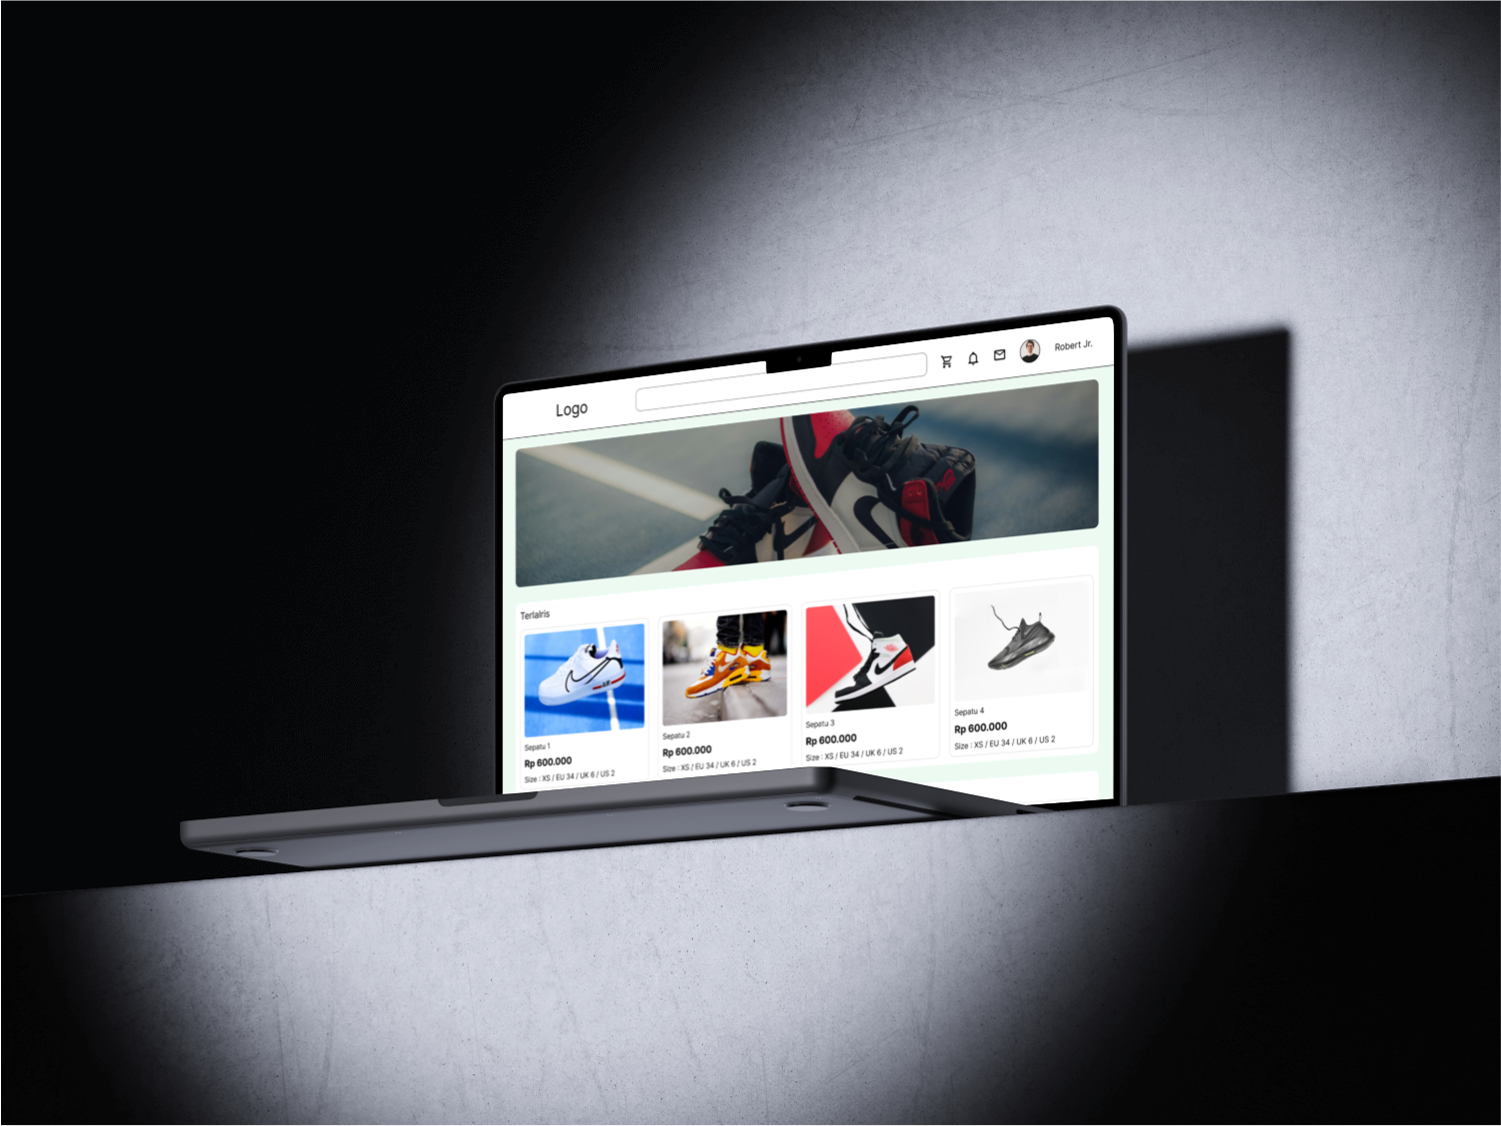 Logo
Robert Jr.
Terlalris
Sepatu 1
Rp 600.000
Size : XS / EU 34 / UK 6 / US 2
Sepatu 2
Rp 600.000
Size : XS / EU 34 / UK 6 / US 2
Sepatu 3
Rp 600.000
Size : XS / EU 34 / UK 6 / US 2
Sepatu 4
Rp 600.000
Size : XS / EU 34 / UK 6 / US 2